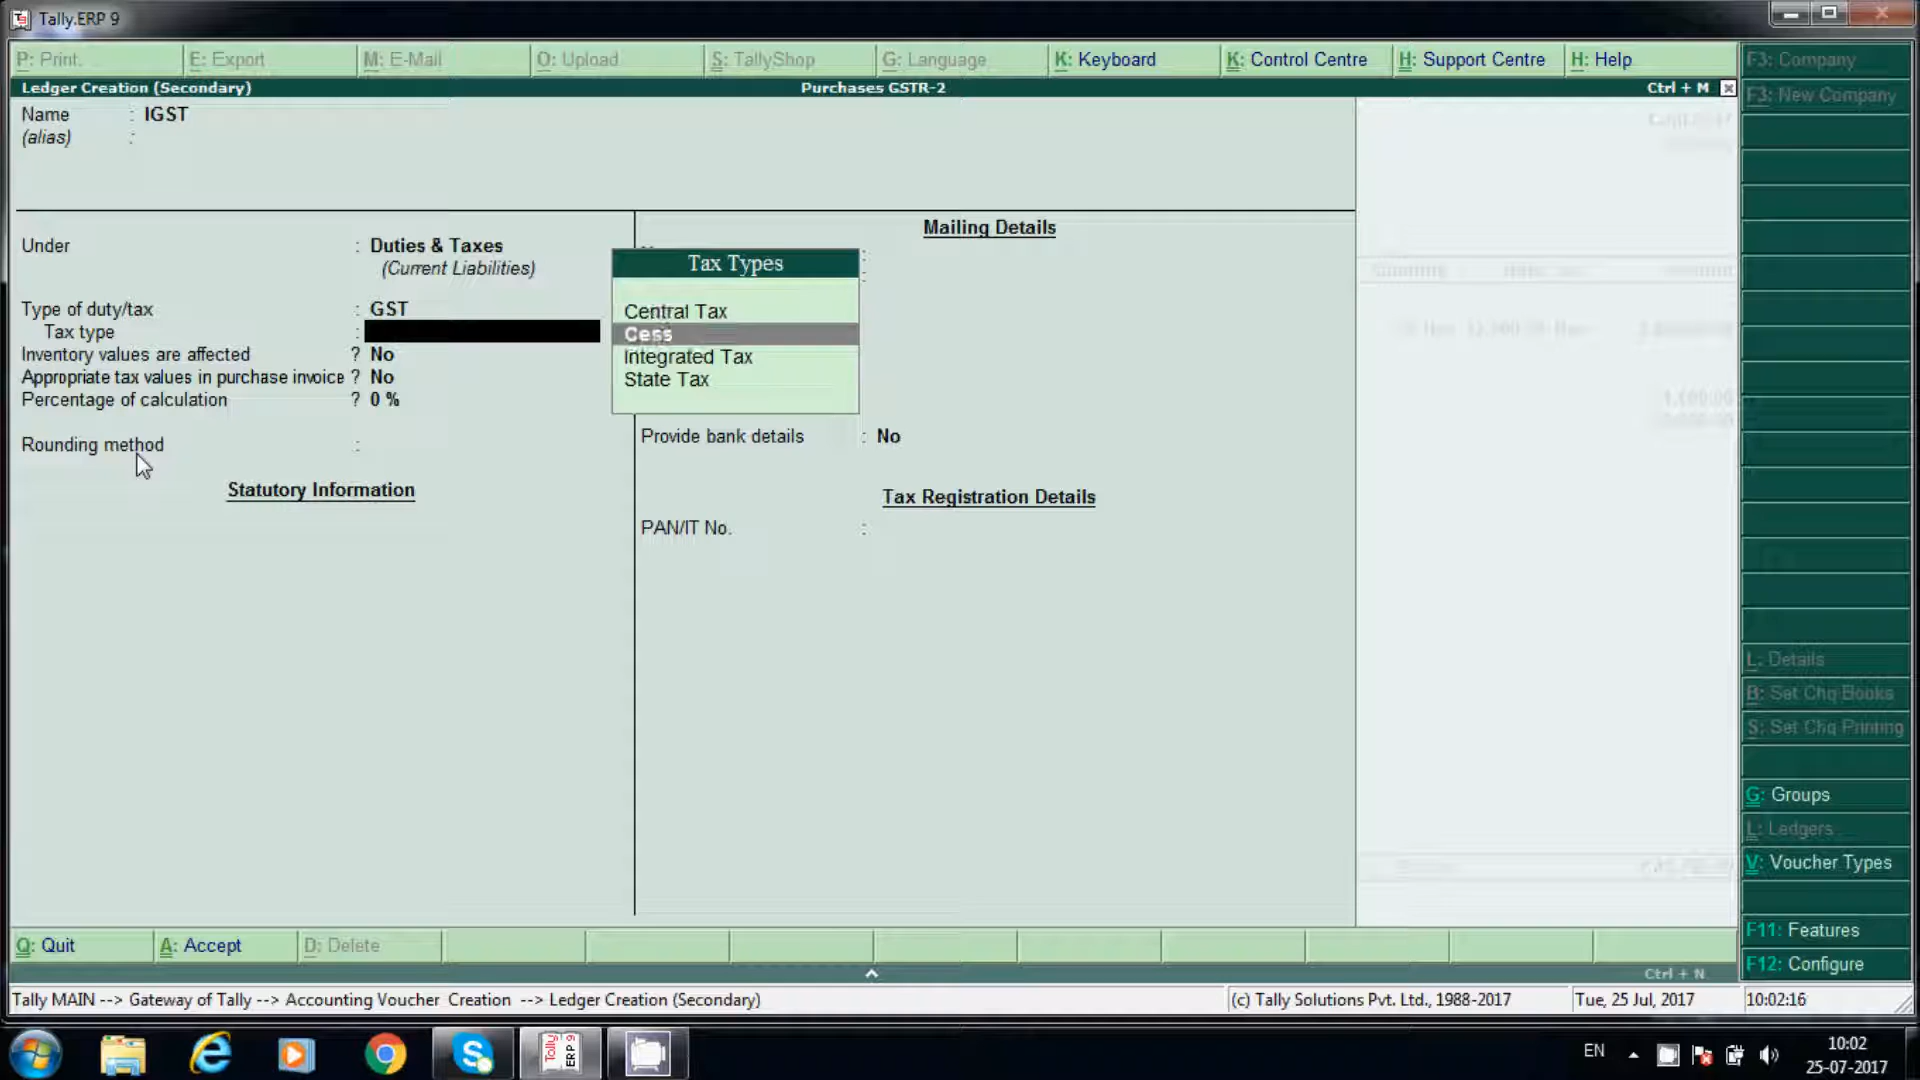 Tally.ERP 9
P: Print E: Export M: E-Mail O: Upload S: TallyShop G: Language K: Keyboard K: Control Centre H: Support Centre H: Help
F3: Company
F3: New Company
Ledger Creation (Secondary) Purchases GSTR-2 Ctrl + M
Name : IGST
(alias) :
Under : Duties & Taxes
(Current Liabilities)
Type of duty/tax : GST
Tax type :
Inventory values are affected ? No
Appropriate tax values in purchase invoice ? No
Percentage of calculation ? 0 %
Rounding method :
Statutory Information
Mailing Details
Tax Types
Central Tax
Cess
Integrated Tax
State Tax
Provide bank details : No
Tax Registration Details
PAN/IT No. :
L: Details
B: Set Chq Books
S: Set Chq Printing
G: Groups
L: Ledgers
V: Voucher Types
F11: Features
F12: Configure
Q: Quit A: Accept D: Delete
Ctrl + N
Tally MAIN --> Gateway of Tally --> Accounting Voucher Creation --> Ledger Creation (Secondary) (c) Tally Solutions Pvt. Ltd., 1988-2017 Tue, 25 Jul, 2017 10:02:16
Tally ERP 9
EN
10:02
25-07-2017